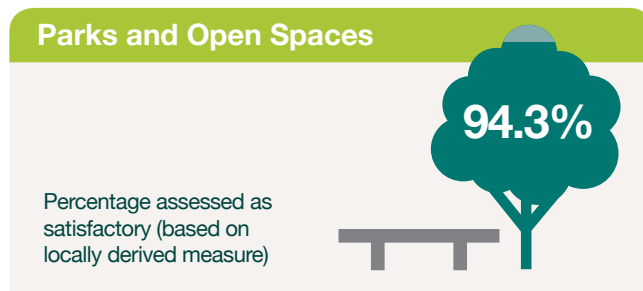 Parks and Open Spaces
94.3%
Percentage assessed as
satisfactory (based on
locally derived measure)